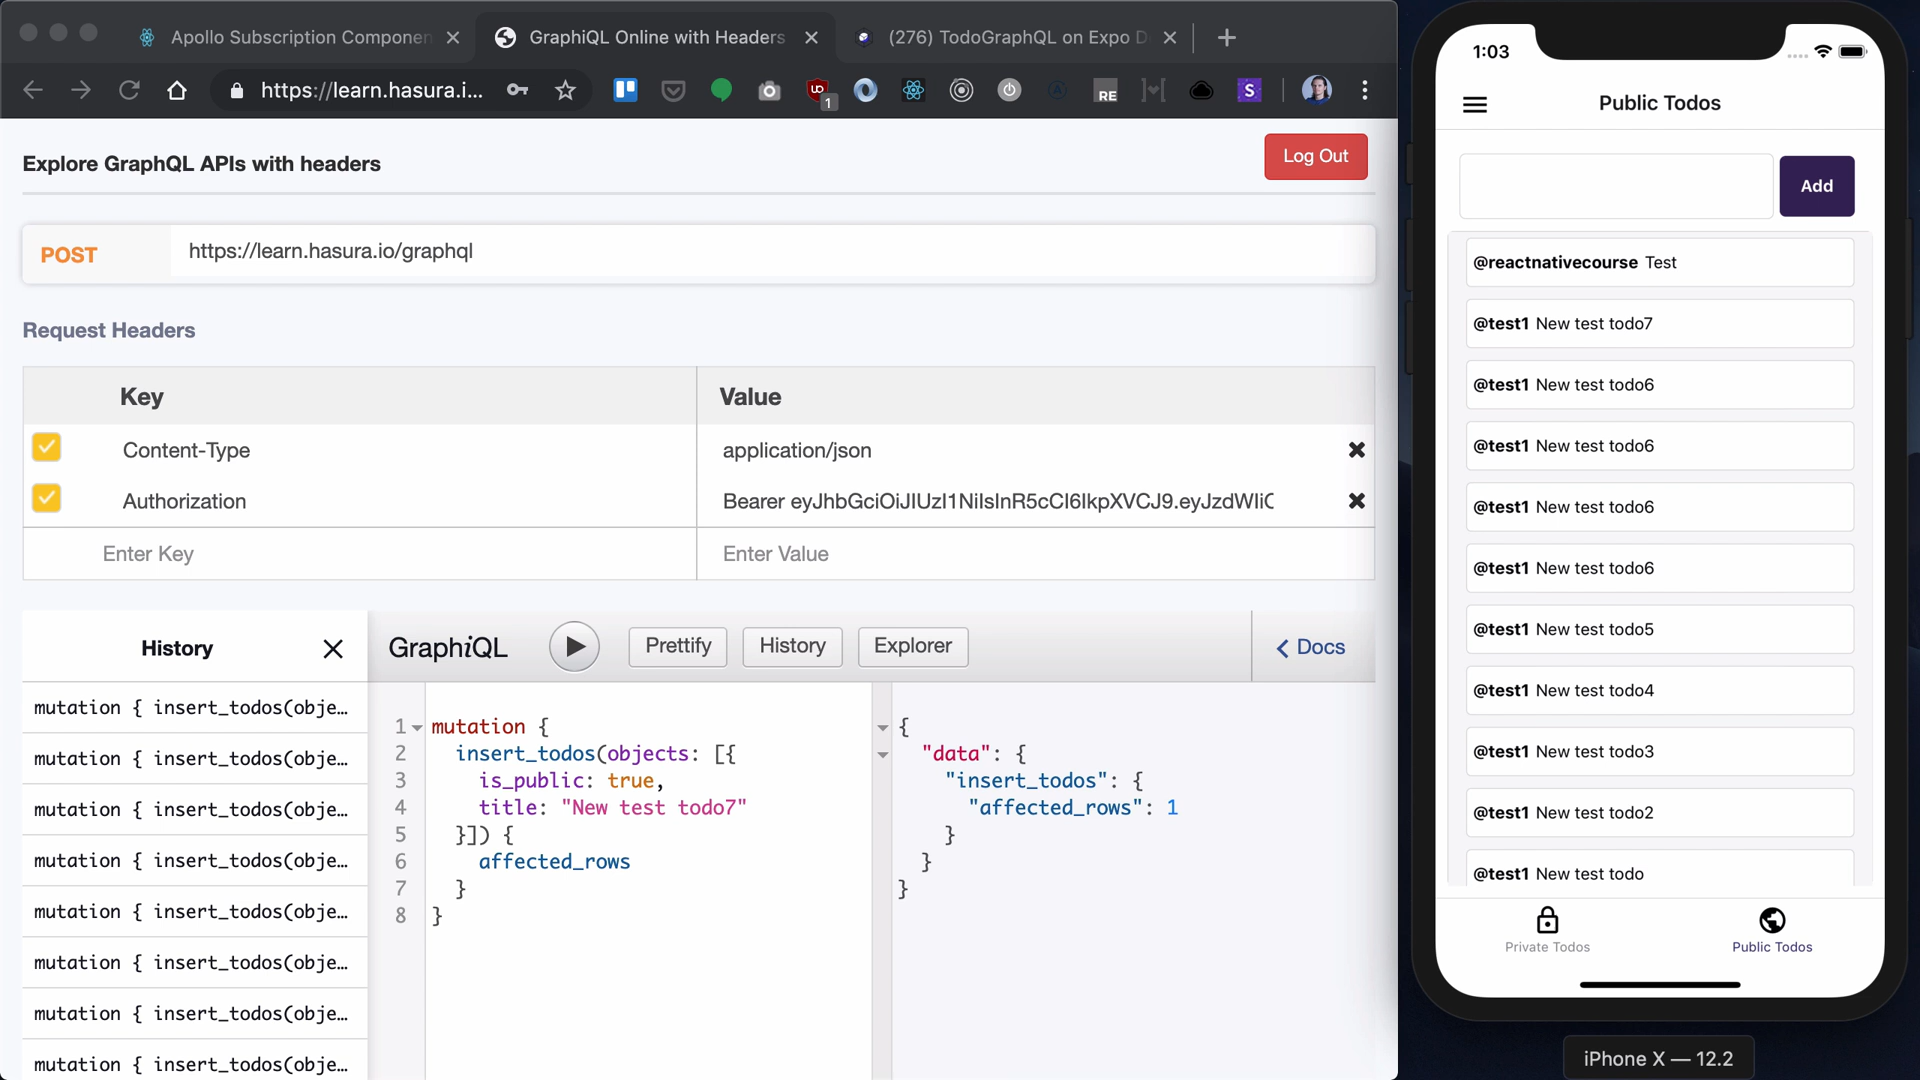 Apollo Subscription Componen
GraphiQL Online with Headers
(276) TodoGraphQL on Expo D
https://learn.hasura.i...
UD
1
RE
S
Explore GraphQL APIs with headers
Log Out
POST
https://learn.hasura.io/graphql
Request Headers
Key
Value
Content-Type
application/json
Authorization
Bearer eyJhbGciOiJIUzI1NiIsInR5cCI6IkpXVCJ9.eyJzdWIiO
Enter Key
Enter Value
History
mutation { insert_todos(obje…
mutation { insert_todos(obje…
mutation { insert_todos(obje…
mutation { insert_todos(obje…
mutation { insert_todos(obje…
mutation { insert_todos(obje…
mutation { insert_todos(obje…
mutation { insert_todos(obje…
GraphiQL
Prettify
History
Explorer
Docs
1 mutation {
2 insert_todos(objects: [{
3 is_public: true,
4 title: "New test todo7"
5 }]) {
6 affected_rows
7 }
8 }
{
"data": {
"insert_todos": {
"affected_rows": 1
}
}
}
1:03
Public Todos
Add
@reactnativecourse Test
@test1 New test todo7
@test1 New test todo6
@test1 New test todo6
@test1 New test todo6
@test1 New test todo6
@test1 New test todo5
@test1 New test todo4
@test1 New test todo3
@test1 New test todo2
@test1 New test todo
Private Todos
Public Todos
iPhone X — 12.2